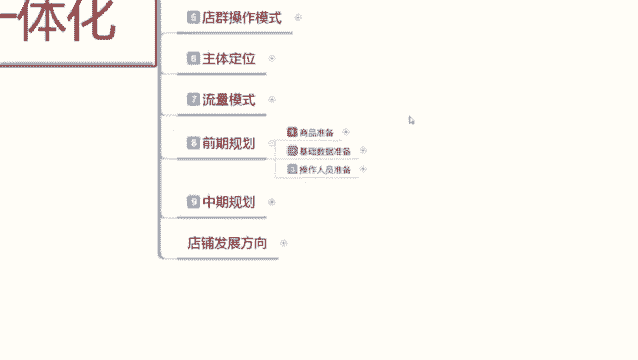 一体化
5 店群操作模式
6 主体定位
7 流量模式
8 前期规划
商品准备
基础数据准备
3 操作人员准备
9 中期规划
店铺发展方向